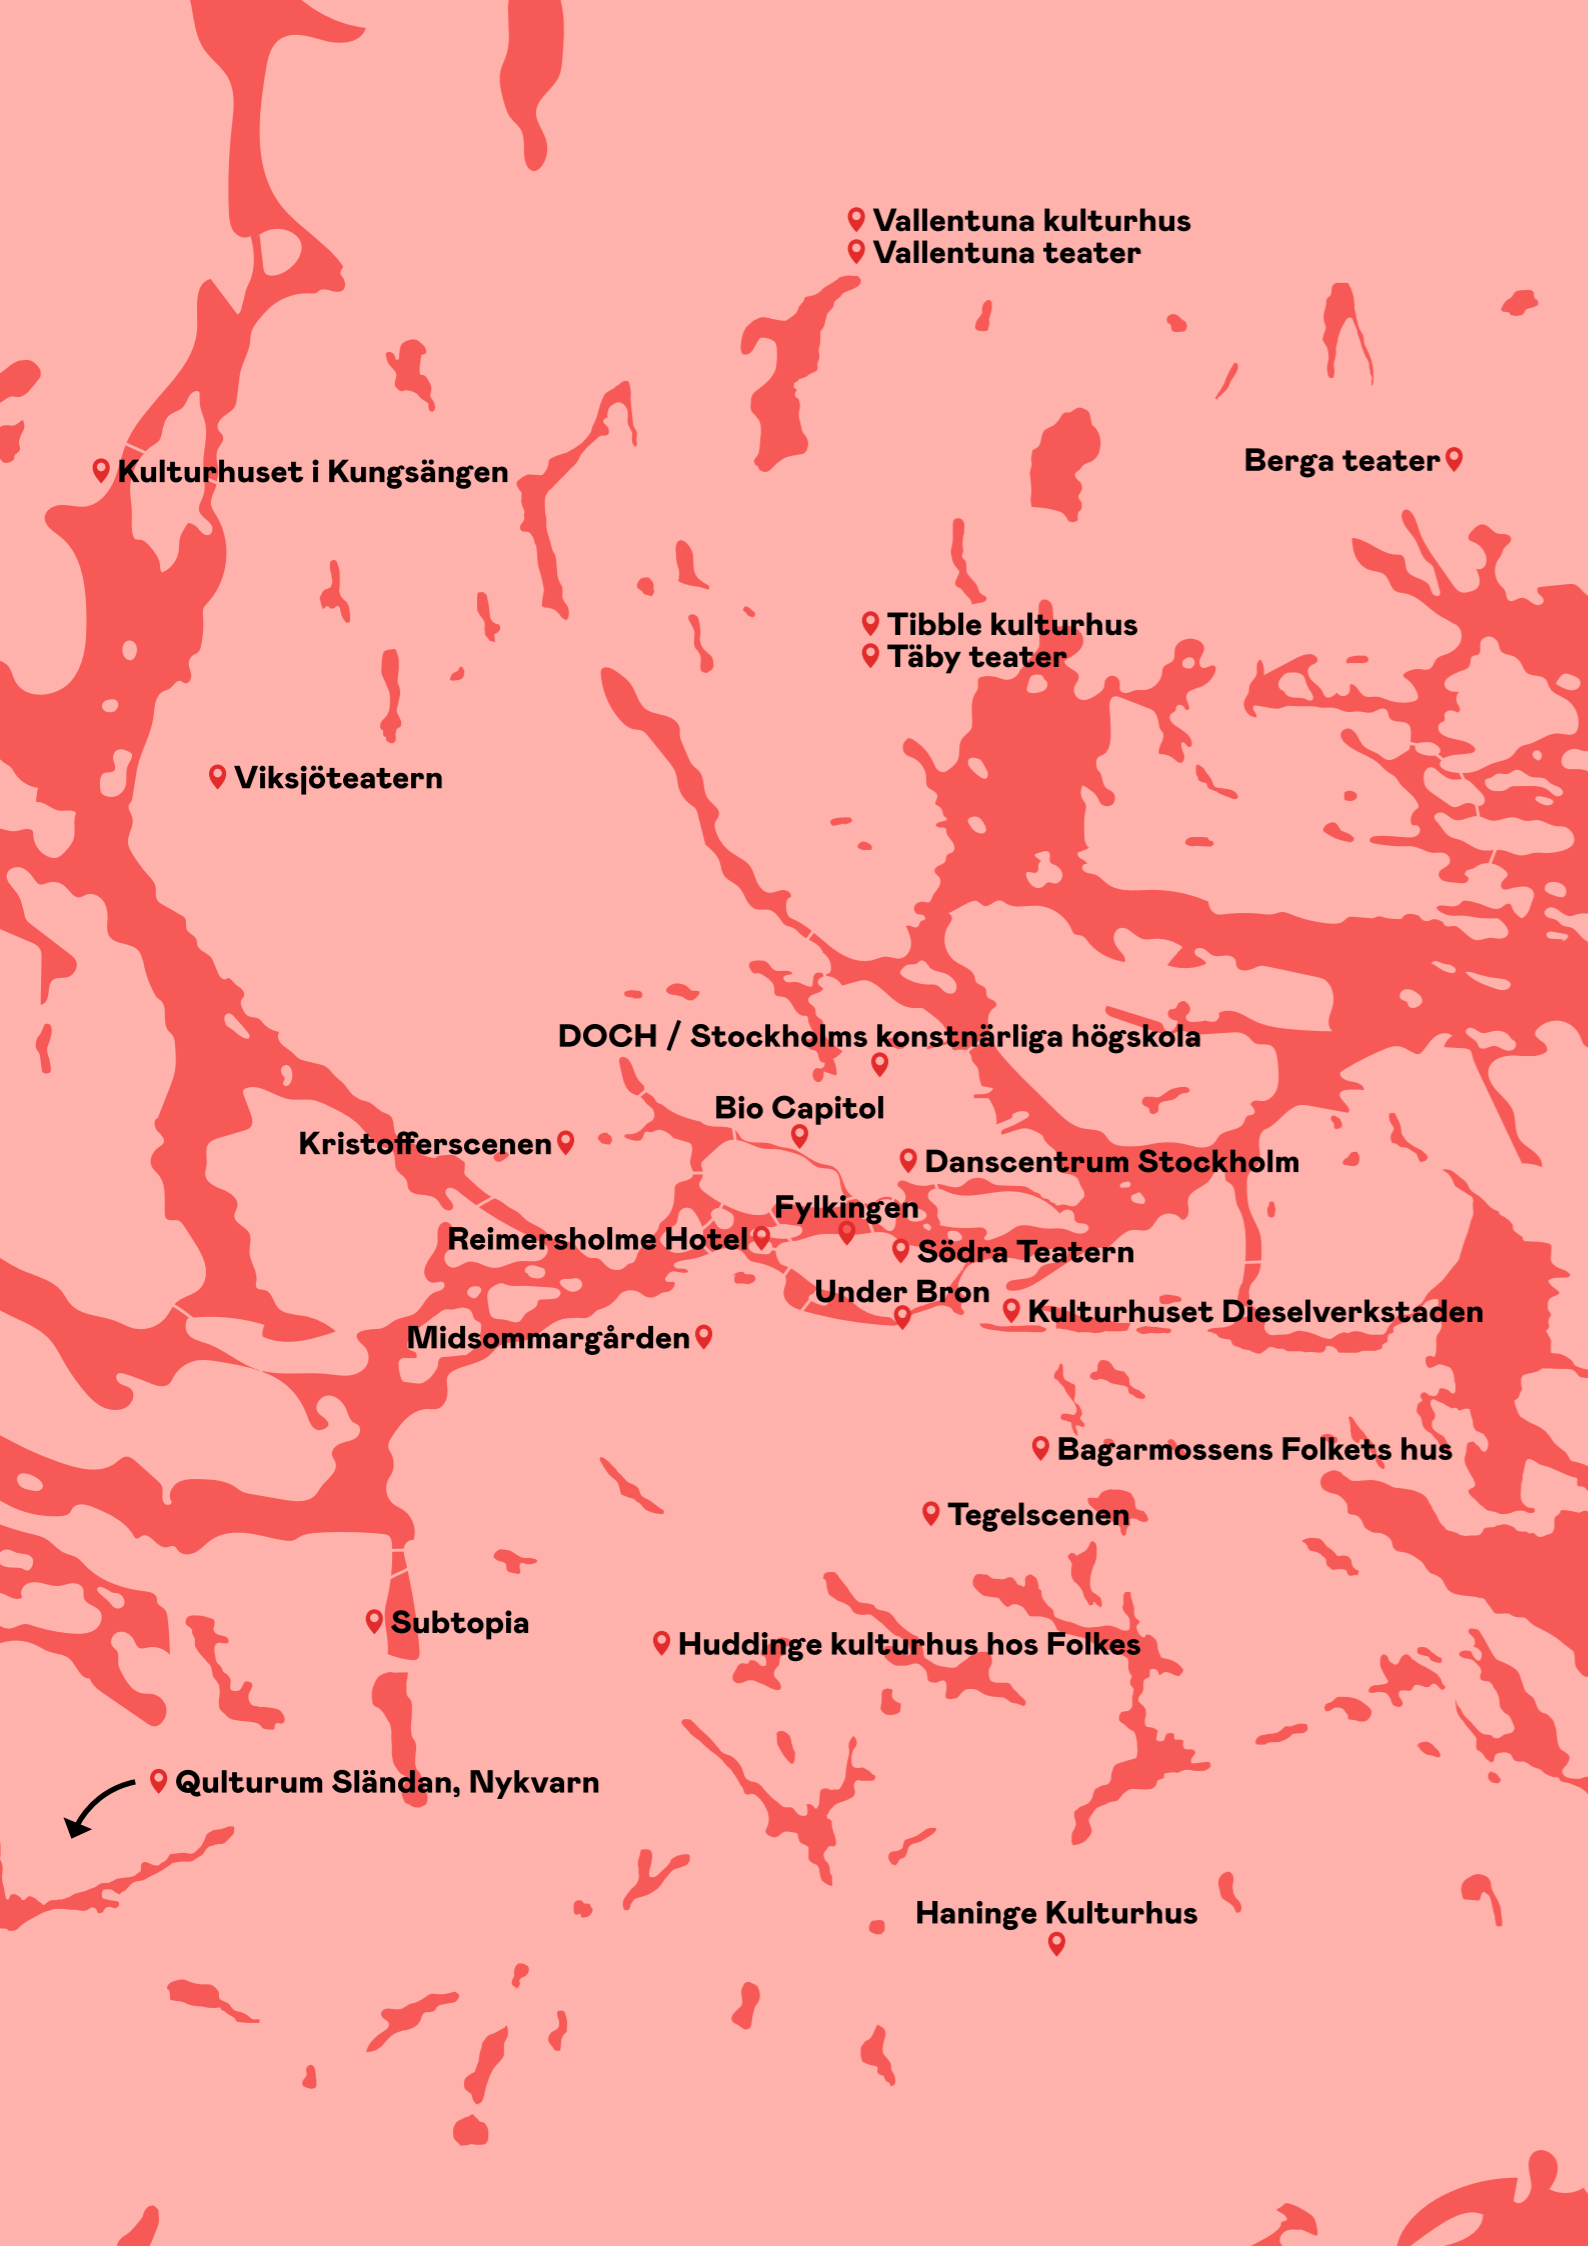 Vallentuna kulturhus
Vallentuna teater
Berga teater
Kulturhuset i Kungsängen
Tibble kulturhus
Täby teater
Viksjöteatern
DOCH / Stockholms konstnärliga högskola
Bio Capitol
Kristofferscenen
Danscentrum Stockholm
Fylkingen
Reimersholme Hotel
Södra Teatern
Under Bron
Kulturhuset Dieselverkstaden
Midsommargården
Bagarmossens Folkets hus
Tegelscenen
Subtopia
Huddinge kulturhus hos Folkes
Qulturum Sländan, Nykvarn
Haninge Kulturhus